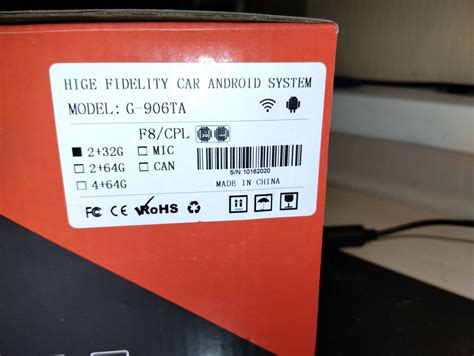 HIGE FIDELITY CAR ANDROID SYSTEM
MODEL: G-906TA
F8/CPL
2+32G MIC
2+64G CAN
4+64G
S/N:10162020
MADE IN CHINA
FC CE RoHS